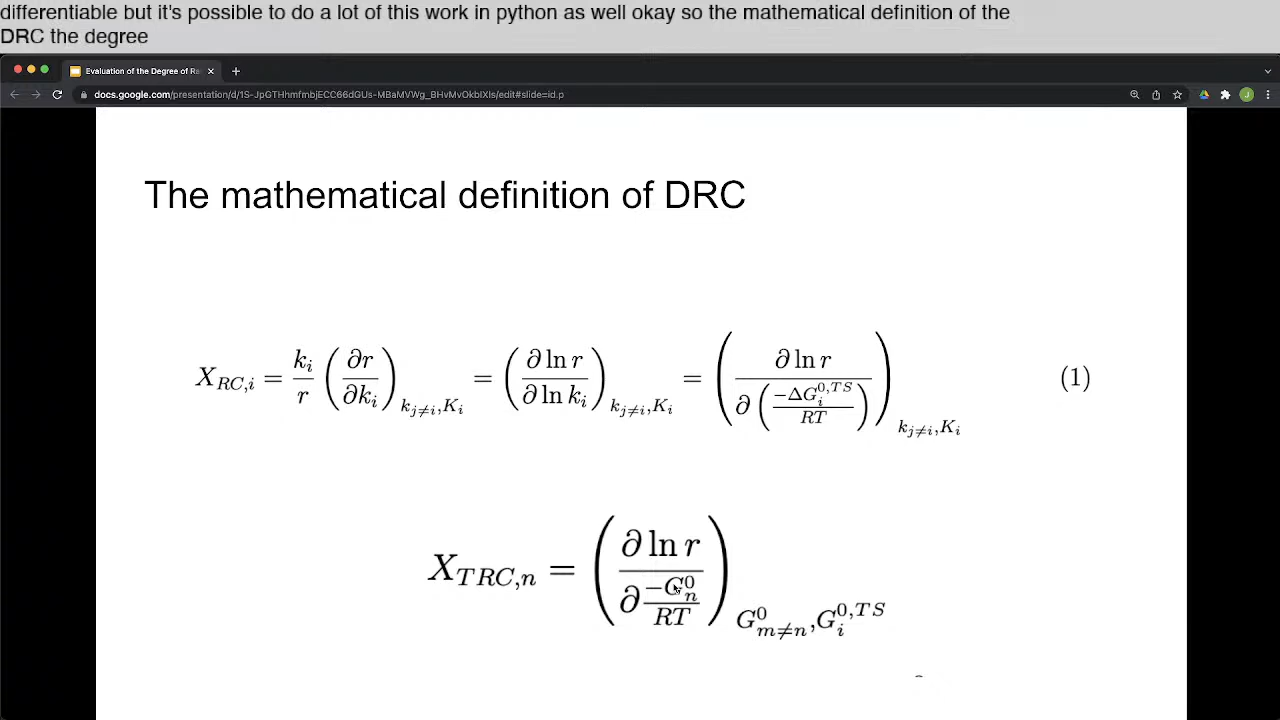 differentiable but it's possible to do a lot of this work in python as well okay so the mathematical definition of the
DRC the degree
Evaluation of the Degree of Ra
docs.google.com/presentation/d/1S-JpGTHhmfmbjECC66dGUs-MBaMVWg_BHvMvOkbIXls/edit#slide=id.p
J
The mathematical definition of DRC
X_{RC,i} = \frac{k_i}{r} \left( \frac{\partial r}{\partial k_i} \right)_{k_{j \neq i}, K_i} = \left( \frac{\partial \ln r}{\partial \ln k_i} \right)_{k_{j \neq i}, K_i} = \left( \frac{\partial \ln r}{\partial \left( \frac{-\Delta G_i^{0,TS}}{RT} \right)} \right)_{k_{j \neq i}, K_i} (1)
X_{TRC,n} = \left( \frac{\partial \ln r}{\partial \frac{-G_n^0}{RT}} \right)_{G_{m \neq n}^0, G_i^{0,TS}}